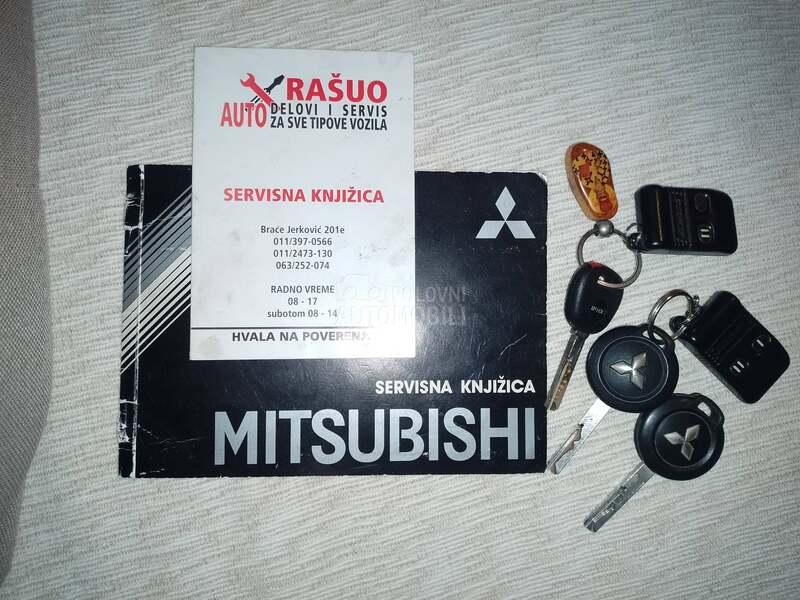 RAŠUO
AUTO DELOVI I SERVIS
ZA SVE TIPOVE VOZILA
SERVISNA KNJIŽICA
Braće Jerković 201e
011/397-0566
011/2473-130
063/252-074
RADNO VREME
08 - 17
subotom 08 - 14
HVALA NA POVERENJ
POLOVNI
AUTOMOBILI
SERVISNA KNJIŽICA
MITSUBISHI